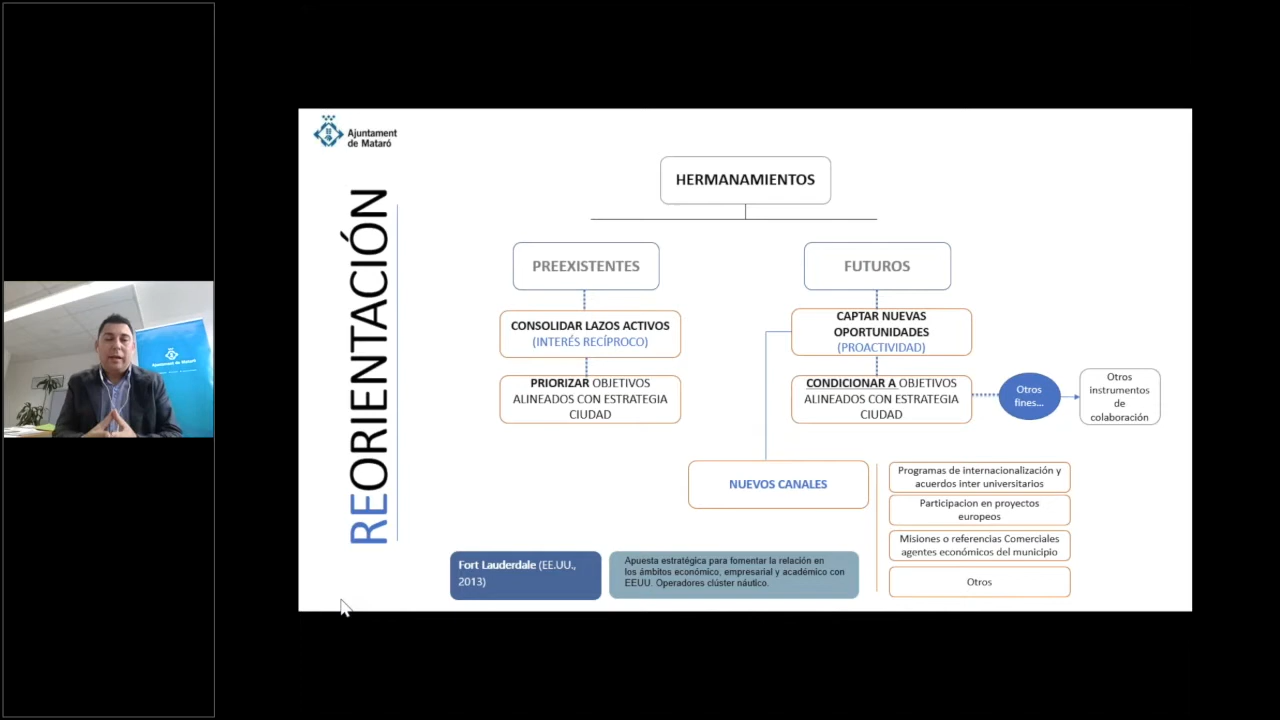 Ajuntament
de Mataró
REORIENTACIÓN
HERMANAMIENTOS
PREEXISTENTES
FUTUROS
CONSOLIDAR LAZOS ACTIVOS
(INTERÉS RECÍPROCO)
CAPTAR NUEVAS
OPORTUNIDADES
(PROACTIVIDAD)
PRIORIZAR OBJETIVOS
ALINEADOS CON ESTRATEGIA
CIUDAD
CONDICIONAR A OBJETIVOS
ALINEADOS CON ESTRATEGIA
CIUDAD
Otros
fines...
Otros
instrumentos
de
colaboración
NUEVOS CANALES
Programas de internacionalización y
acuerdos inter universitarios
Participacion en proyectos
europeos
Misiones o referencias Comerciales
agentes económicos del municipio
Otros
Fort Lauderdale (EE.UU.,
2013)
Apuesta estratégica para fomentar la relación en
los ámbitos económico, empresarial y académico con
EEUU. Operadores clúster náutico.
Ajuntament de Mataró